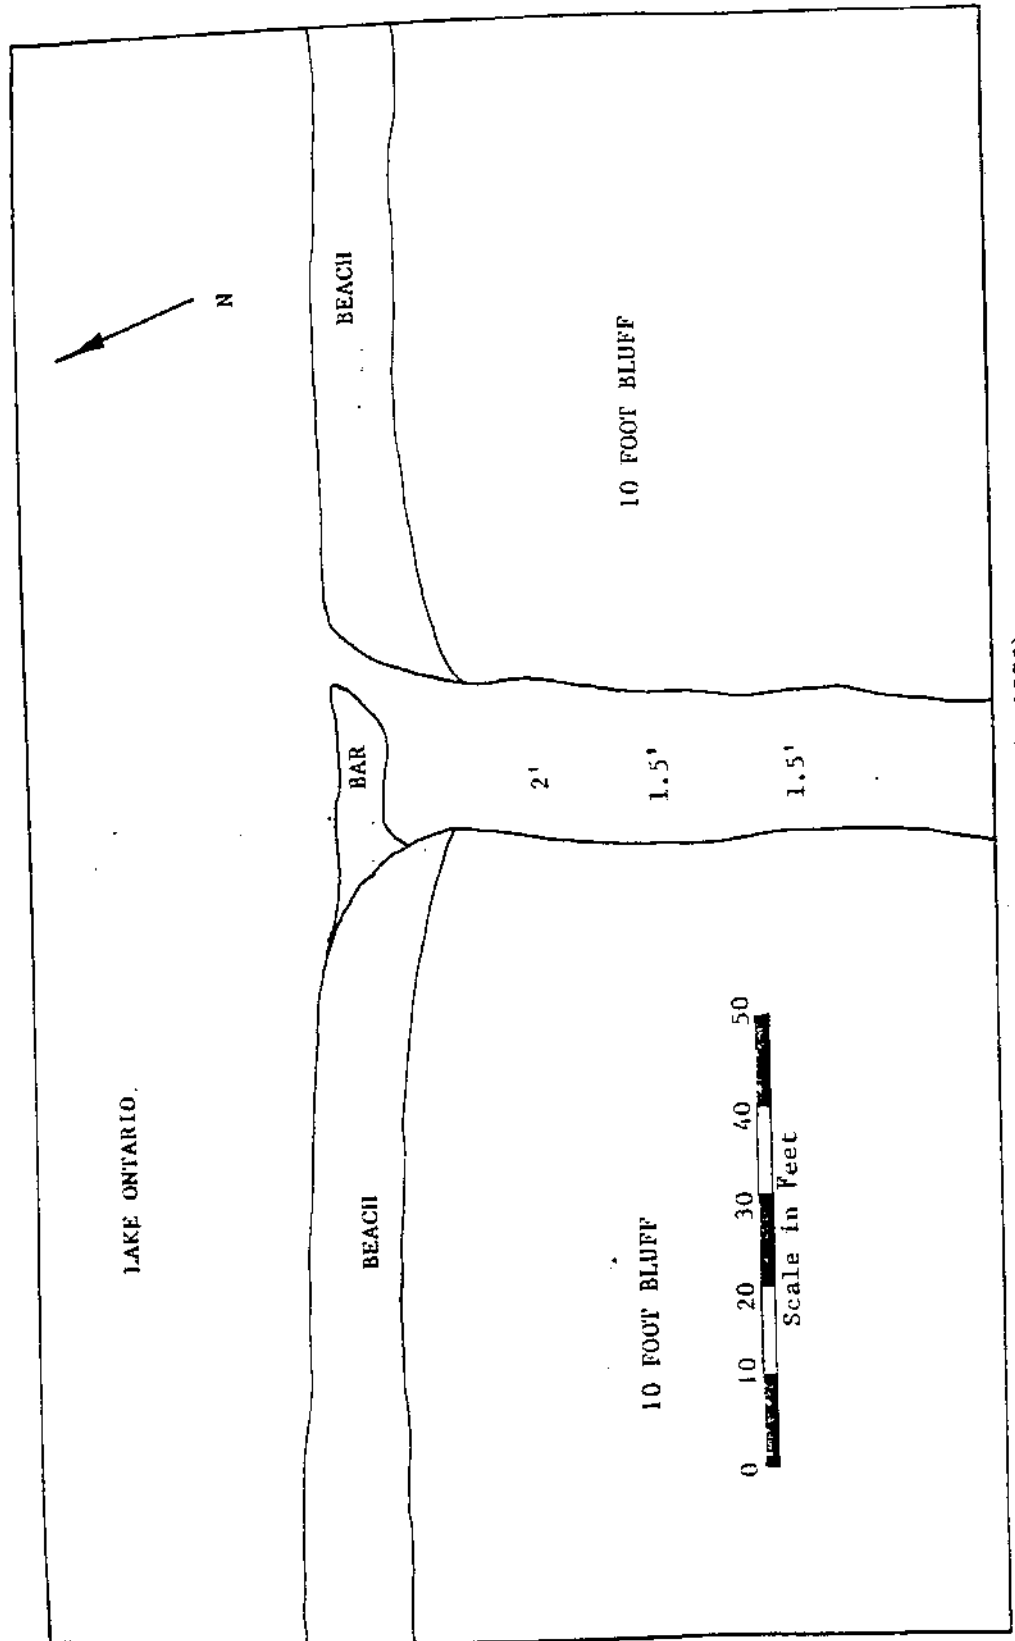 LAKE ONTARIO
N
BEACH
BAR
BEACH
10 FOOT BLUFF
2'
1.5'
1.5'
10 FOOT BLUFF
0 10 20 30 40 50
Scale in Feet